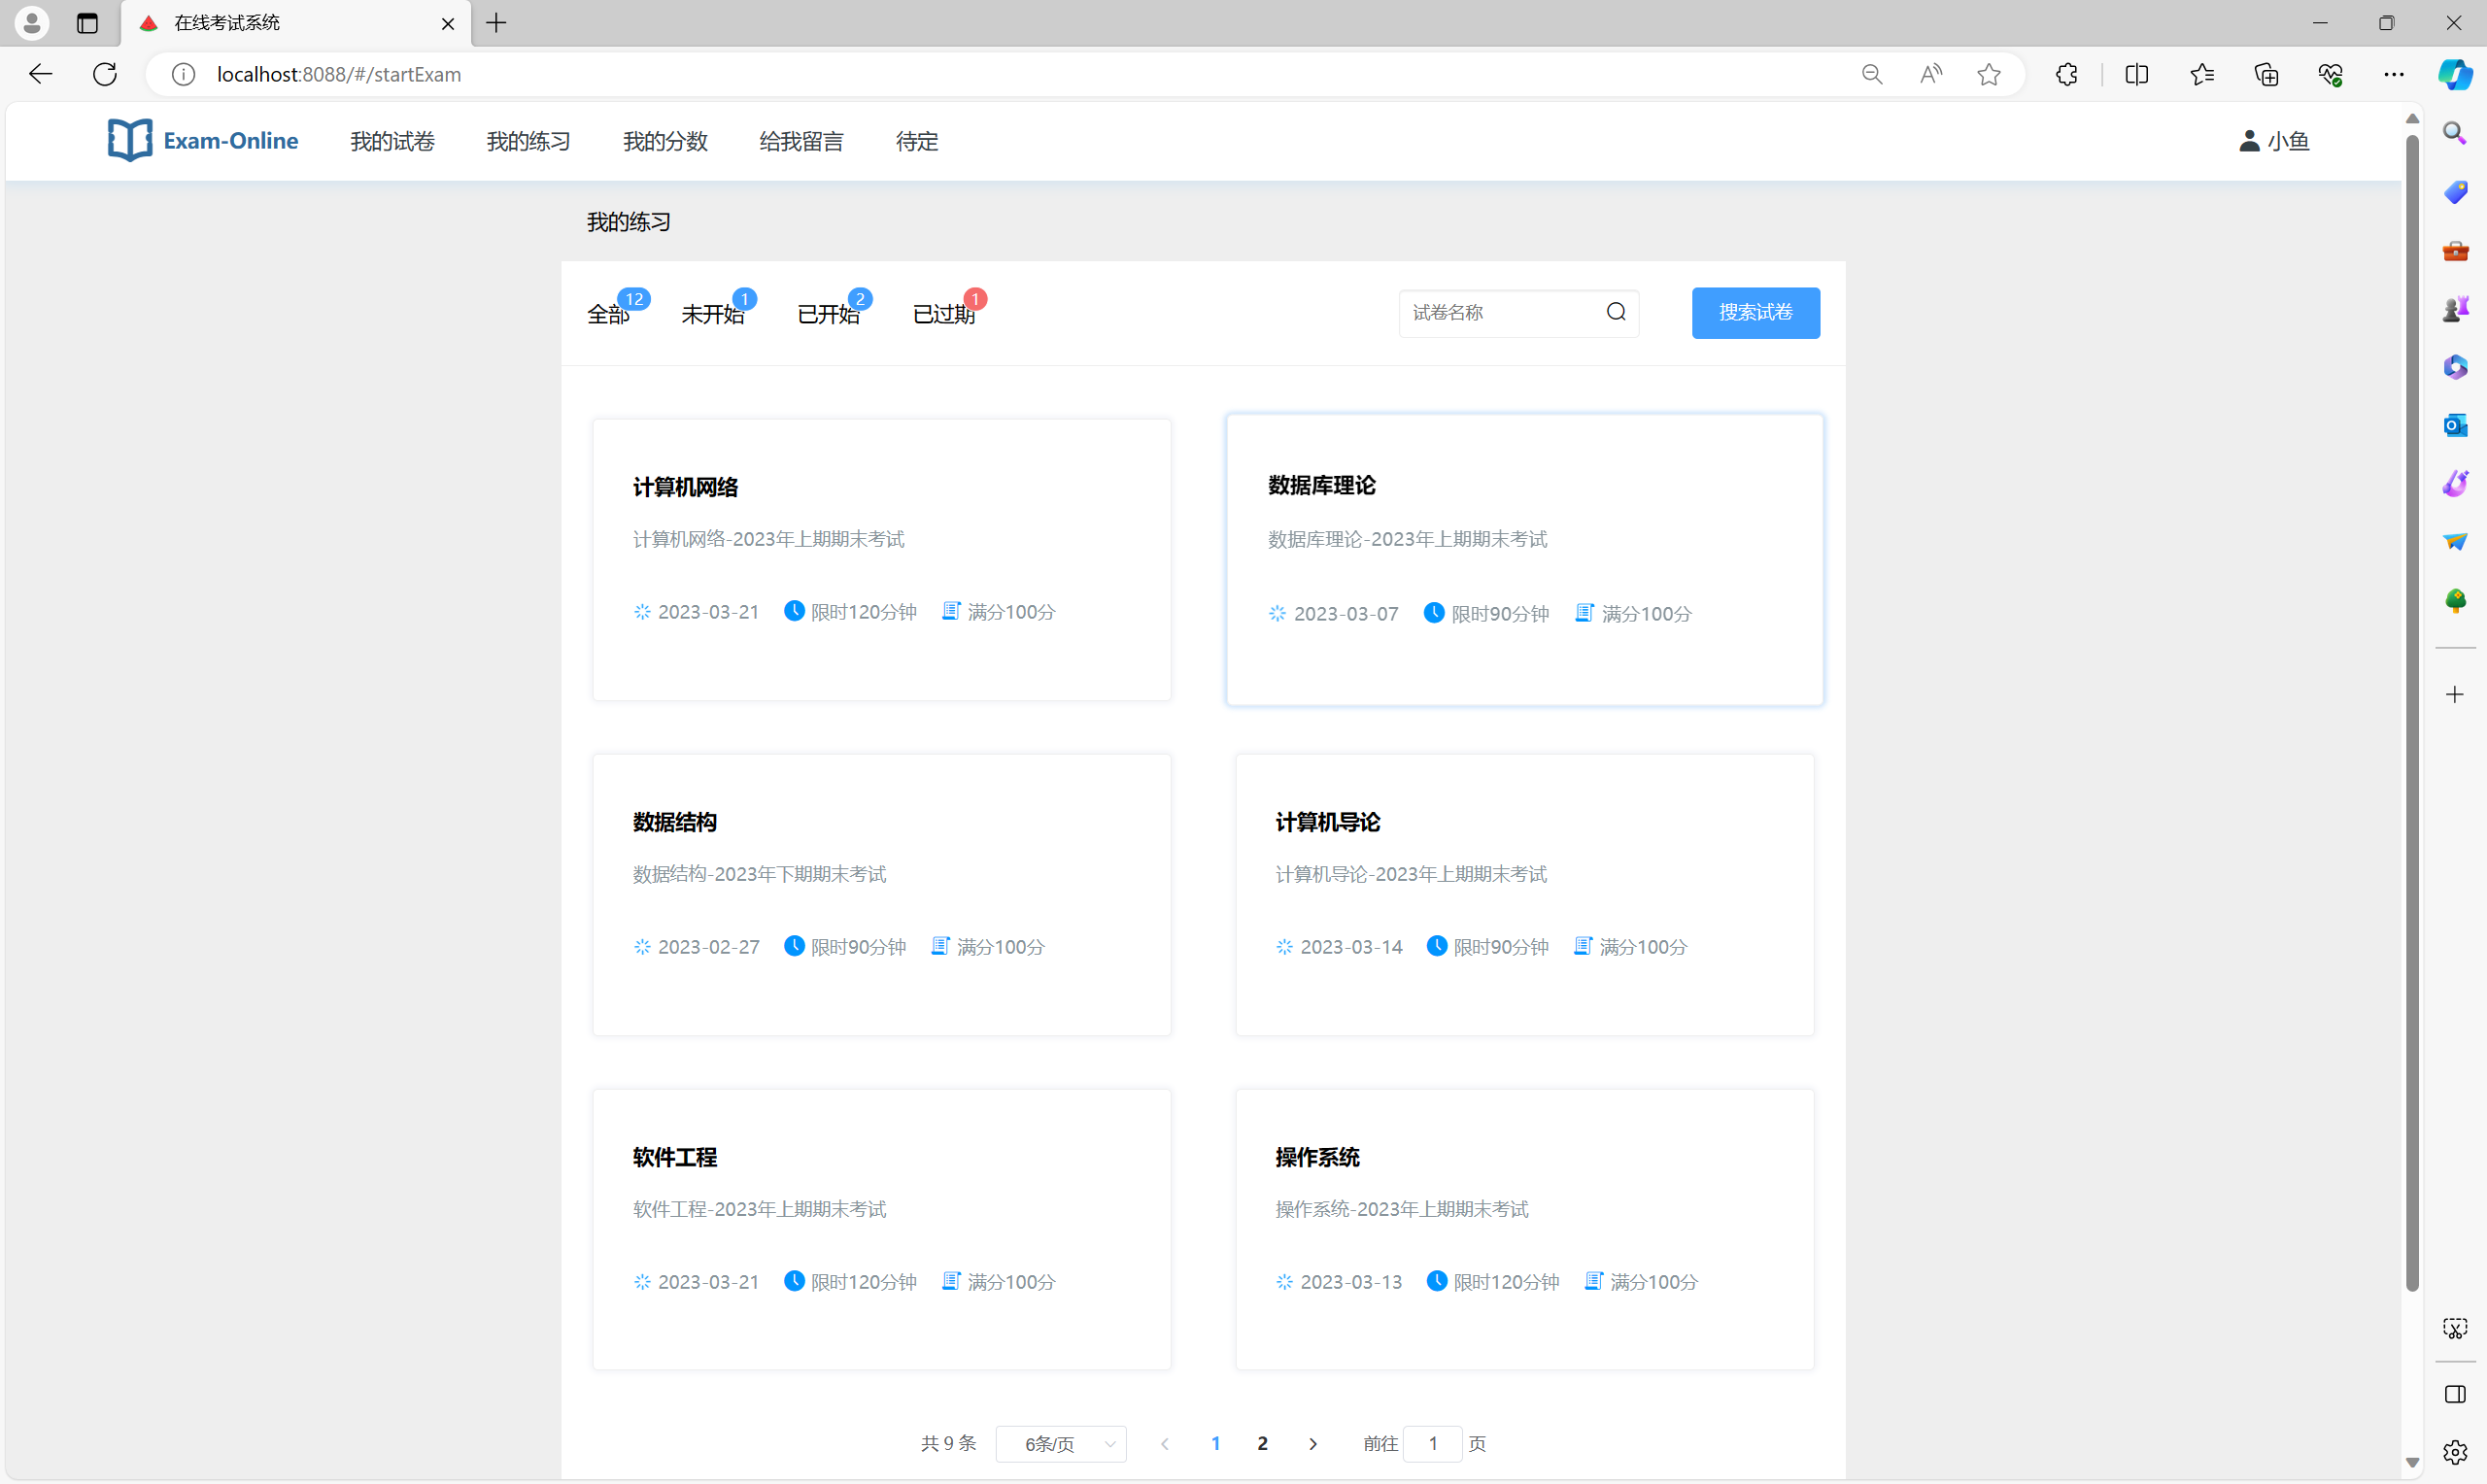 在线考试系统
localhost:8088/#/startExam
Exam-Online 我的试卷 我的练习 我的分数 给我留言 待定 小鱼
我的练习
全部 12 未开始 1 已开始 2 已过期 1 试卷名称 搜索试卷
计算机网络
计算机网络-2023年上期期末考试
2023-03-21 限时120分钟 满分100分
数据库理论
数据库理论-2023年上期期末考试
2023-03-07 限时90分钟 满分100分
数据结构
数据结构-2023年下期期末考试
2023-02-27 限时90分钟 满分100分
计算机导论
计算机导论-2023年上期期末考试
2023-03-14 限时90分钟 满分100分
软件工程
软件工程-2023年上期期末考试
2023-03-21 限时120分钟 满分100分
操作系统
操作系统-2023年上期期末考试
2023-03-13 限时120分钟 满分100分
共 9 条 6条/页 1 2 前往 1 页